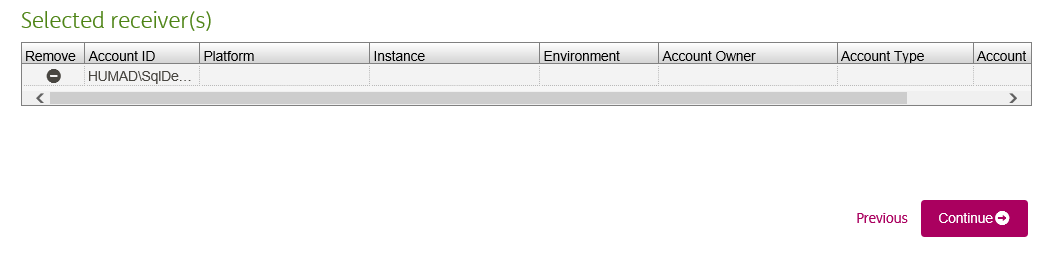 Selected receiver(s)
Remove Account ID Platform Instance Environment Account Owner Account Type Account
HUMAD\SqlDe...
Previous Continue